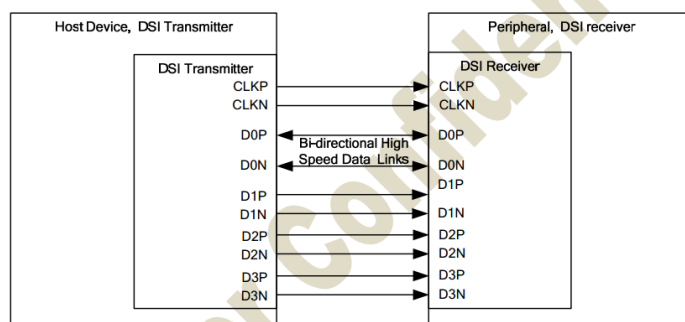 Host Device, DSI Transmitter
Peripheral, DSI receiver
DSI Transmitter
DSI Receiver
CLKP
CLKP
CLKN
CLKN
D0P
D0P
Bi-directional High
Speed Data Links
D0N
D0N
D1P
D1P
D1N
D1N
D2P
D2P
D2N
D2N
D3P
D3P
D3N
D3N